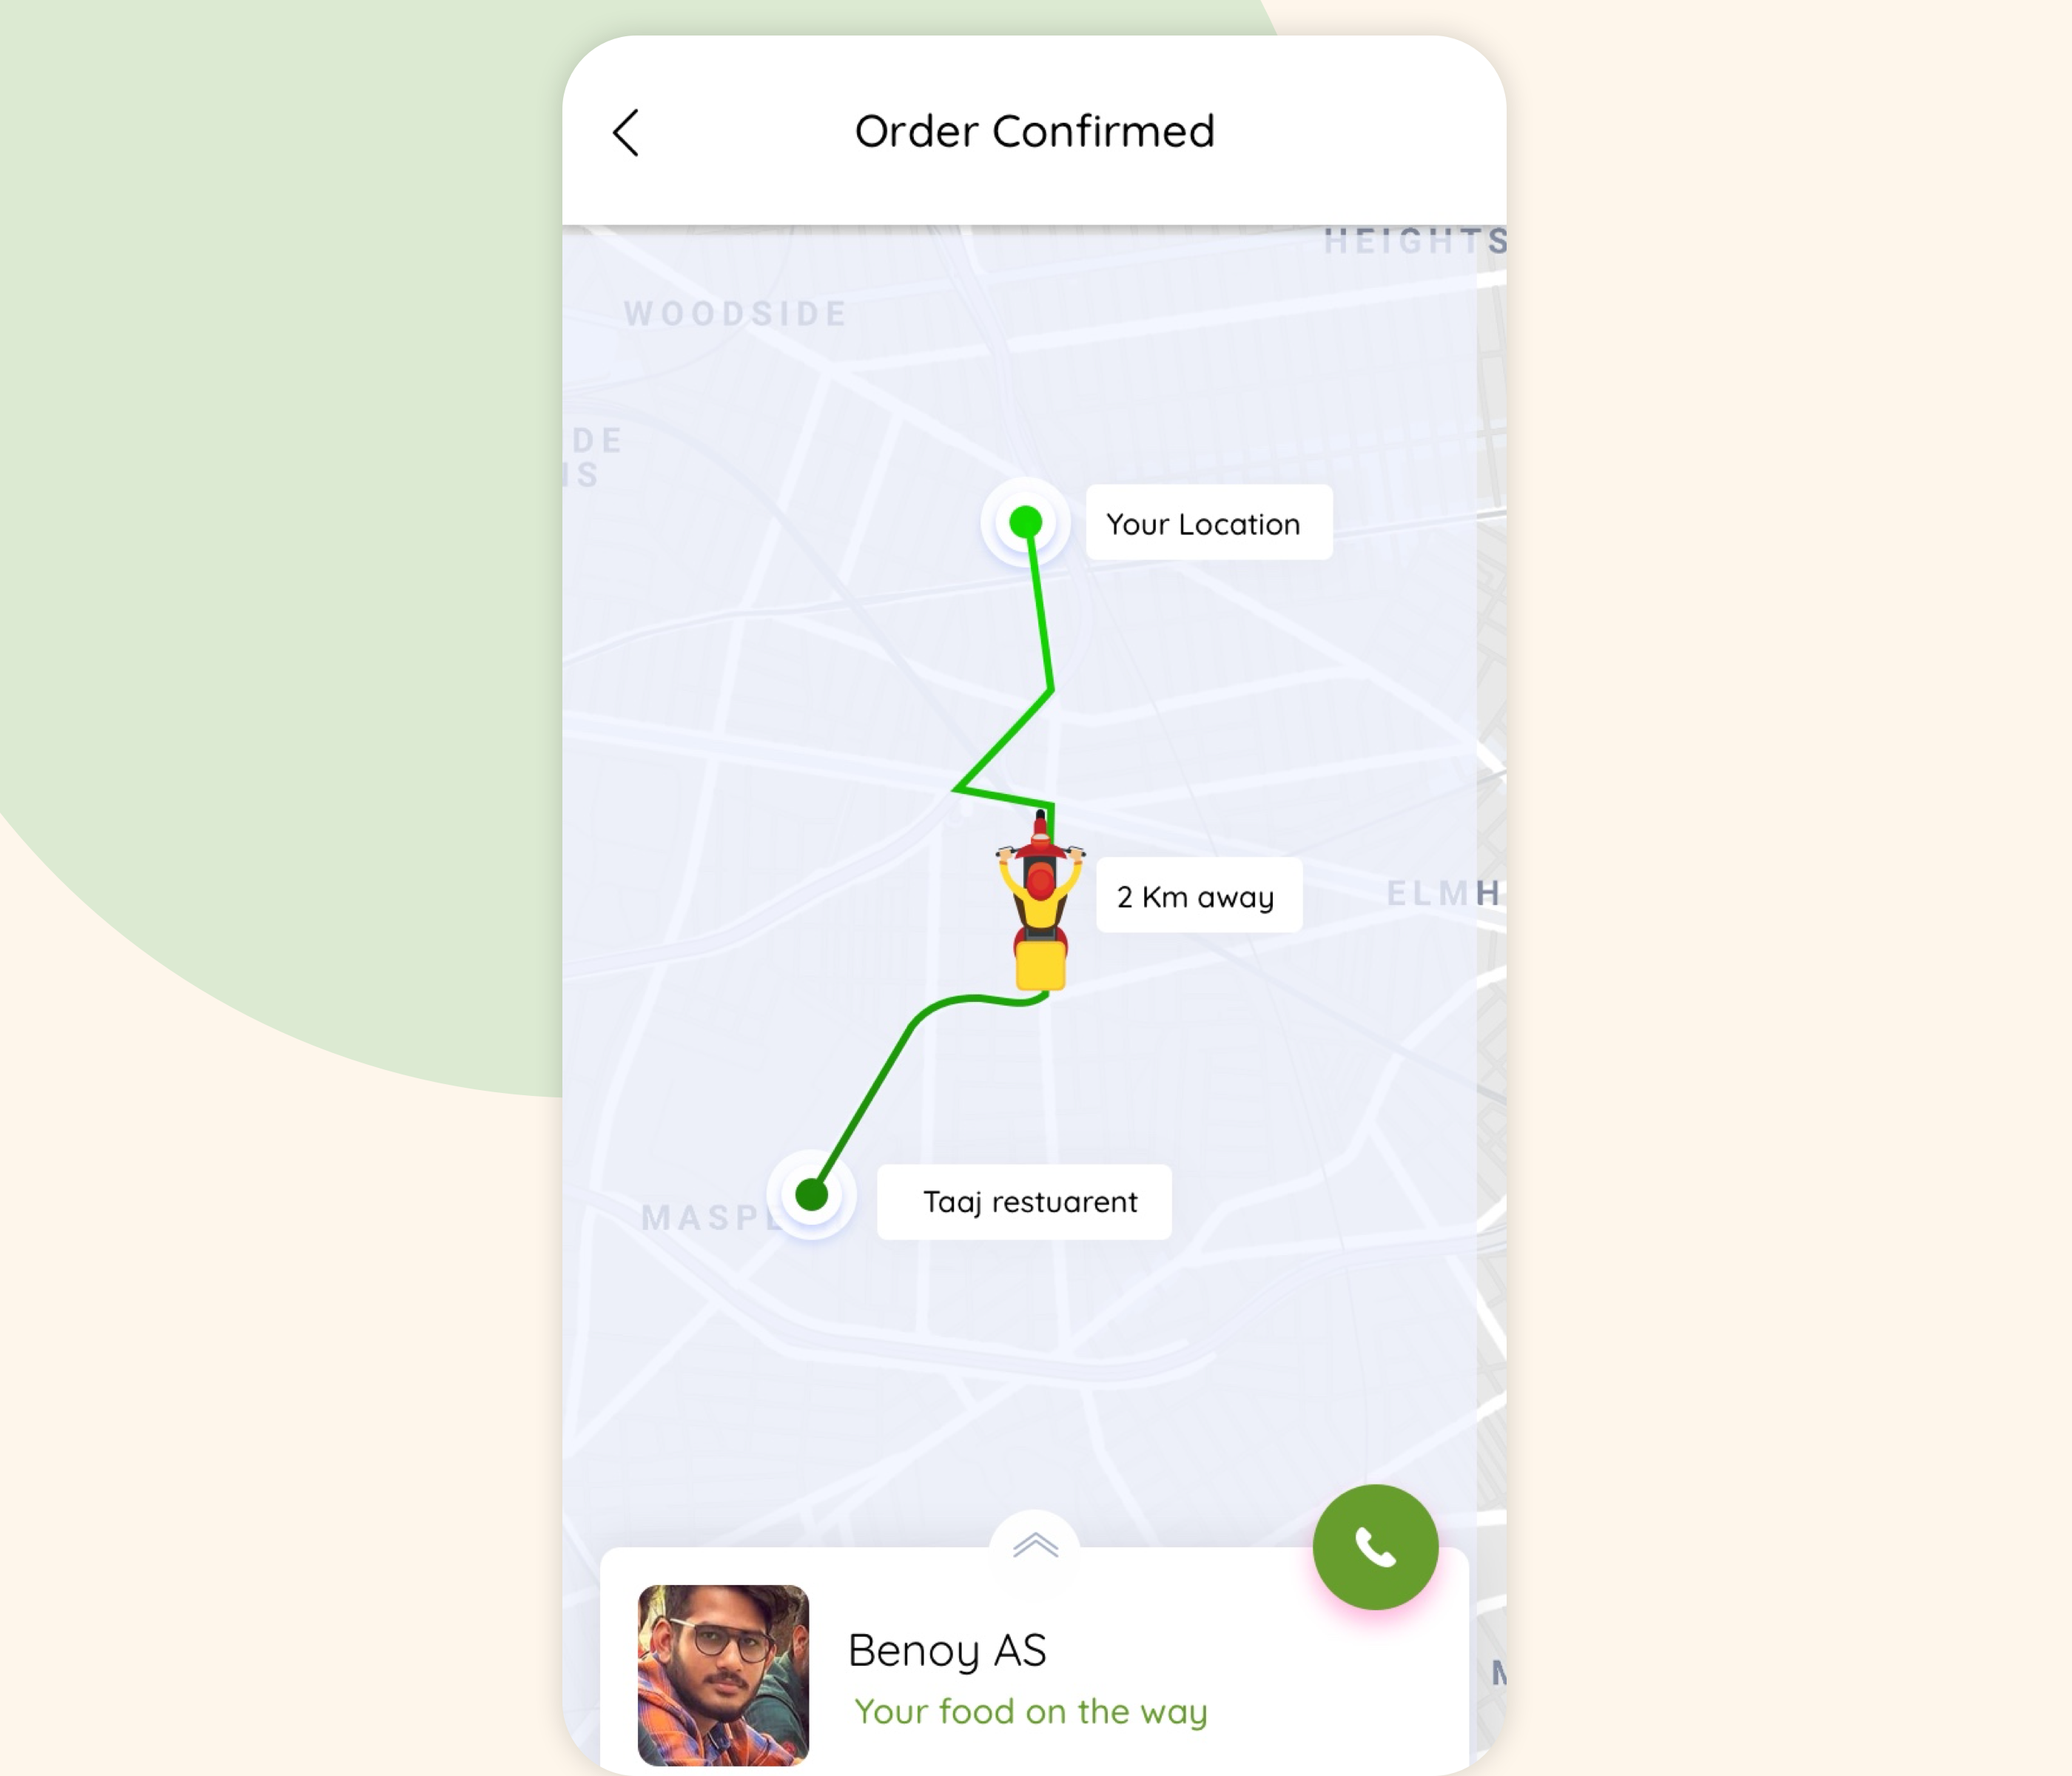 Order Confirmed
HEIGHTS
WOODSIDE
DE
IS
Your Location
2 Km away
ELMH
Taaj restuarent
MASPE
Benoy AS
Your food on the way